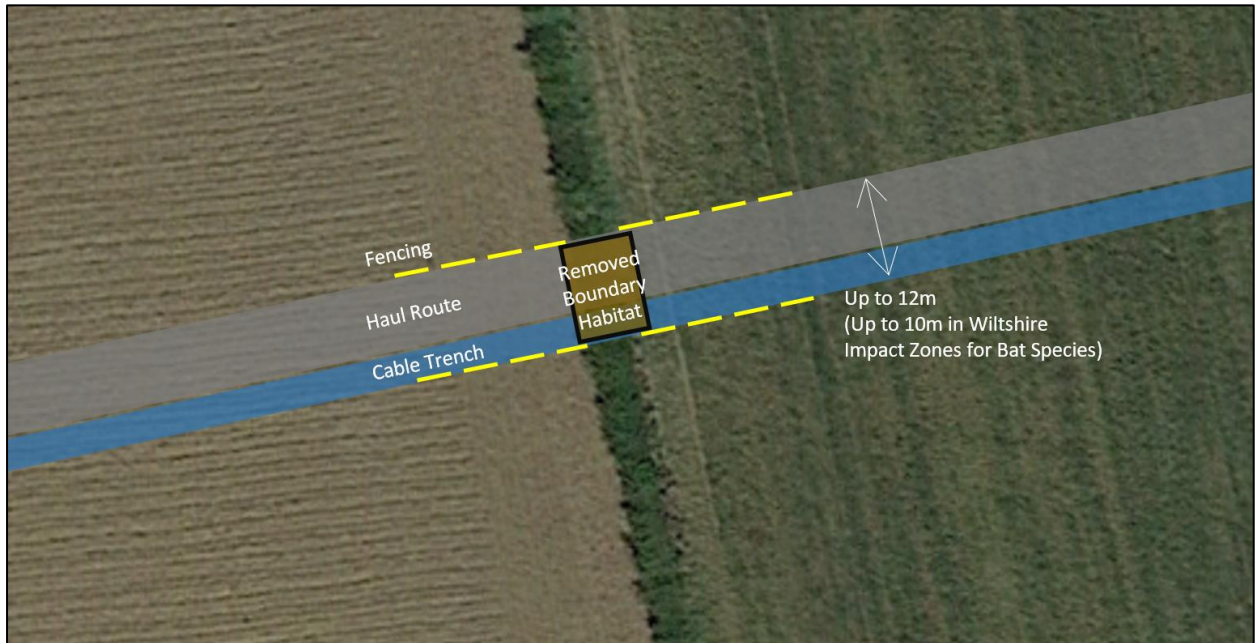 Fencing
Haul Route
Cable Trench
Removed
Boundary
Habitat
Up to 12m
(Up to 10m in Wiltshire
Impact Zones for Bat Species)